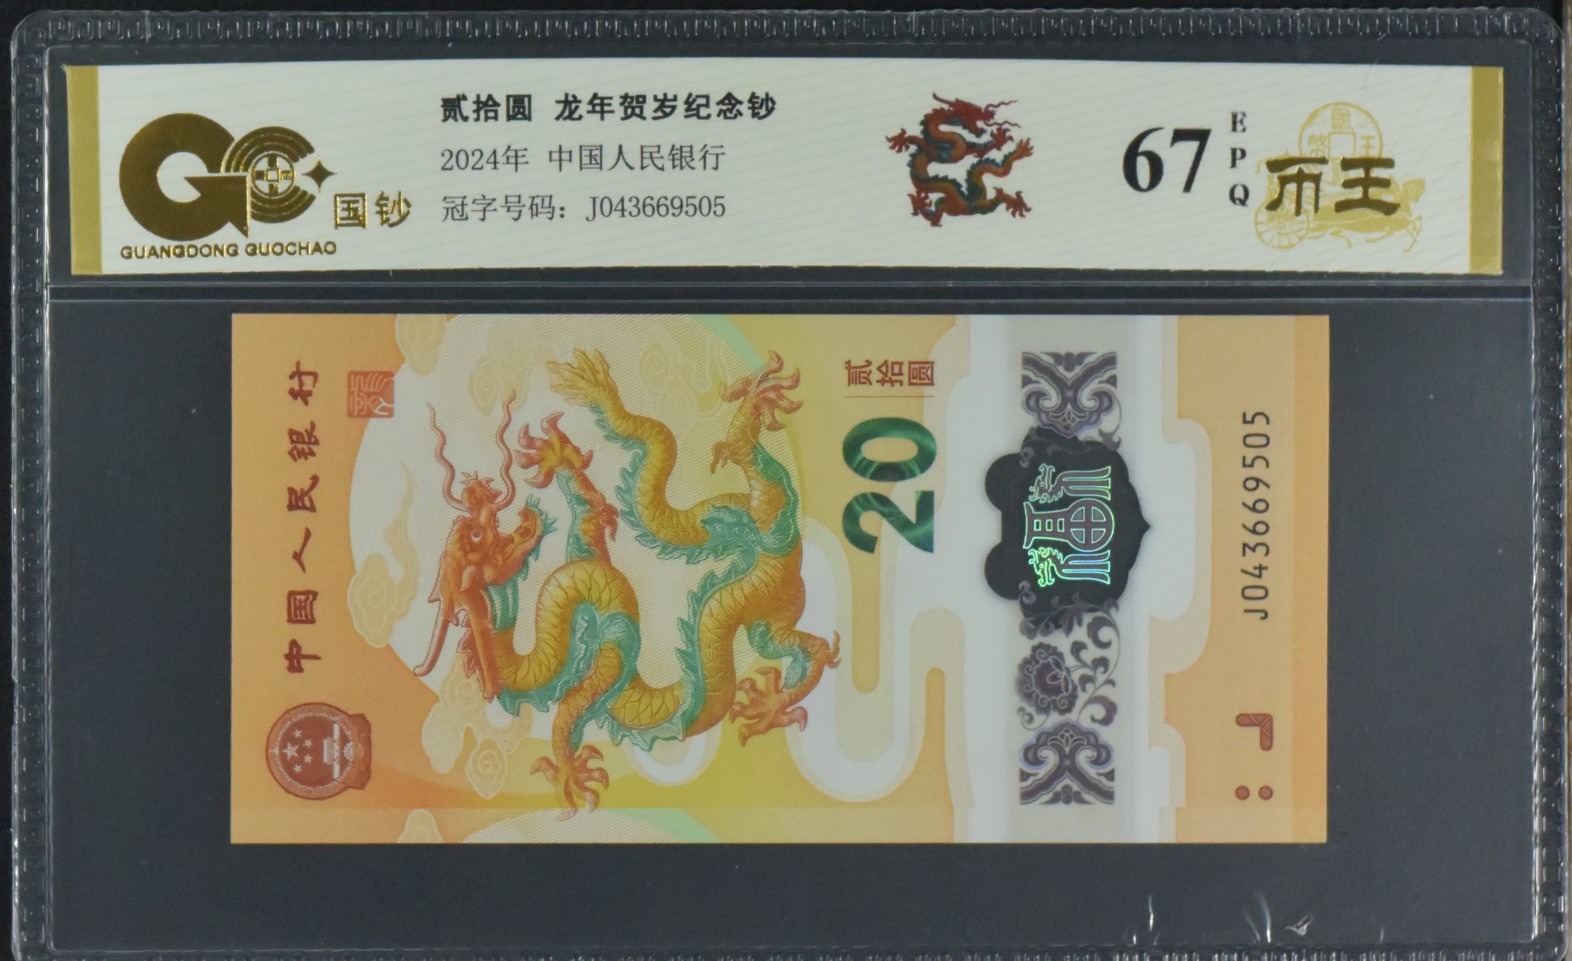 国钞
GUANGDONG GUOCHAO
贰拾圆 龙年贺岁纪念钞
2024年 中国人民银行
冠字号码：J043669505
67
EPQ
币王
中国人民银行
贰拾圆
20
福
J043669505